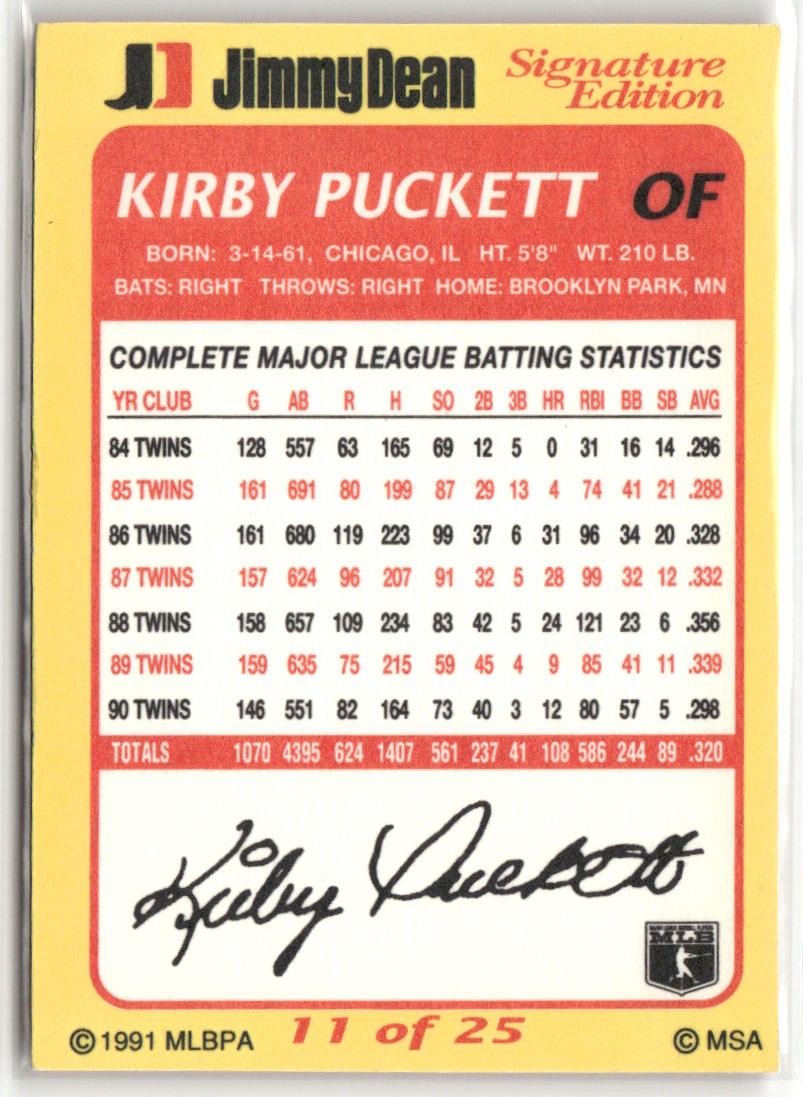 Jimmy Dean Signature Edition
KIRBY PUCKETT OF
BORN: 3-14-61, CHICAGO, IL HT. 5'8" WT. 210 LB.
BATS: RIGHT THROWS: RIGHT HOME: BROOKLYN PARK, MN
COMPLETE MAJOR LEAGUE BATTING STATISTICS
YR CLUB G AB R H SO 2B 3B HR RBI BB SB AVG
84 TWINS 128 557 63 165 69 12 5 0 31 16 14 .296
85 TWINS 161 691 80 199 87 29 13 4 74 41 21 .288
86 TWINS 161 680 119 223 99 37 6 31 96 34 20 .328
87 TWINS 157 624 96 207 91 32 5 28 99 32 12 .332
88 TWINS 158 657 109 234 83 42 5 24 121 23 6 .356
89 TWINS 159 635 75 215 59 45 4 9 85 41 11 .339
90 TWINS 146 551 82 164 73 40 3 12 80 57 5 .298
TOTALS 1070 4395 624 1407 561 237 41 108 586 244 89 .320
Kirby Puckett
MLB
© 1991 MLBPA 11 of 25 © MSA